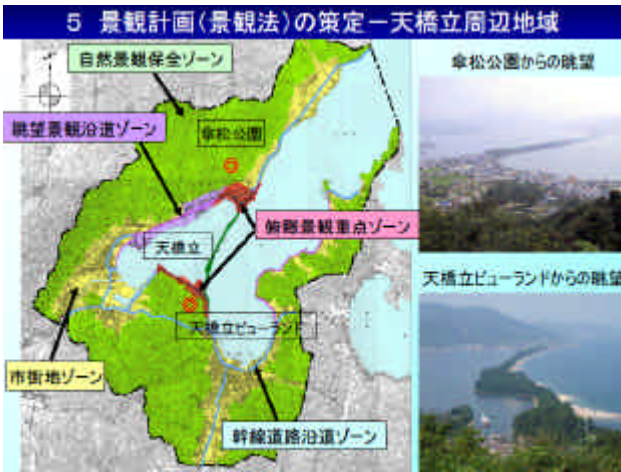 5 景観計画(景観法)の策定－天橋立周辺地域
自然景観保全ゾーン
傘松公園からの眺望
眺望景観沿道ゾーン
傘松公園
俯瞰景観重点ゾーン
天橋立
天橋立ビューランドからの眺望
天橋立ビューランド
市街地ゾーン
幹線道路沿道ゾーン